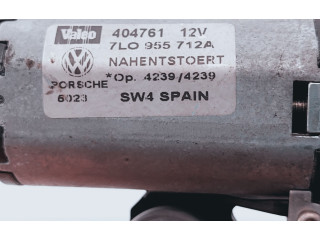 Valeo 404761 12V
7L0 955 712A
NAHENTSTOERT
*Op. 4239/4239
PORSCHE
6023 SW4 SPAIN